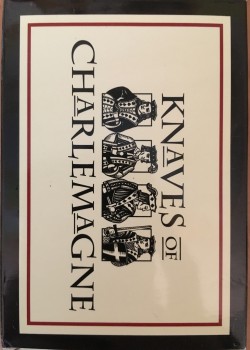 KNAVES OF
CHARLEMAGNE